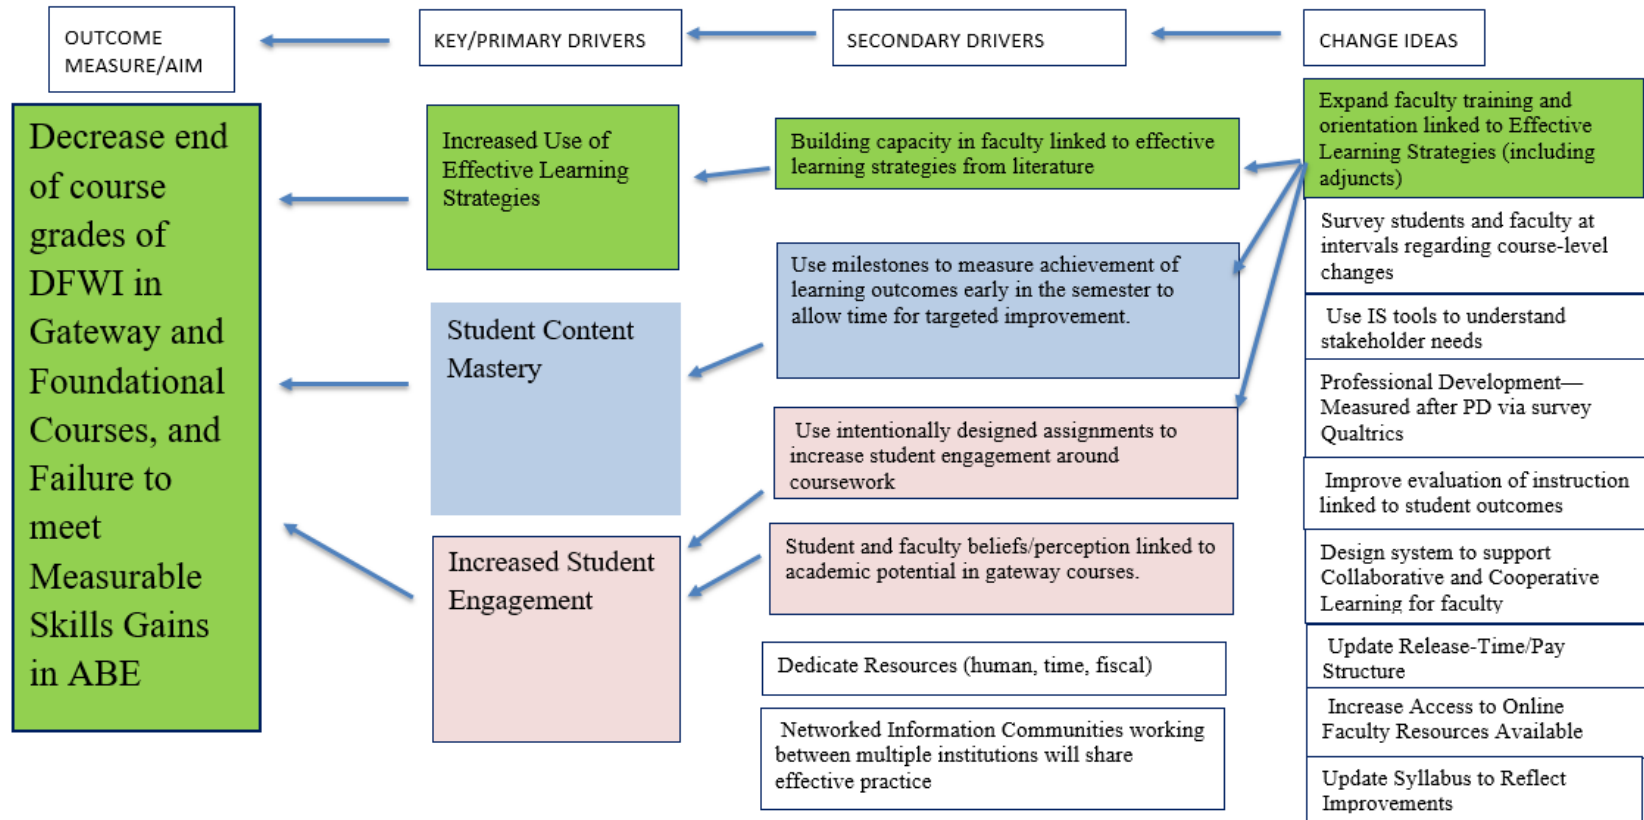 OUTCOME
MEASURE/AIM
KEY/PRIMARY DRIVERS
SECONDARY DRIVERS
CHANGE IDEAS
Decrease end
of course
grades of
DFWI in
Gateway and
Foundational
Courses, and
Failure to
meet
Measurable
Skills Gains
in ABE
Increased Use of
Effective Learning
Strategies
Student Content
Mastery
Increased Student
Engagement
Building capacity in faculty linked to effective
learning strategies from literature
Use milestones to measure achievement of
learning outcomes early in the semester to
allow time for targeted improvement.
Use intentionally designed assignments to
increase student engagement around
coursework
Student and faculty beliefs/perception linked to
academic potential in gateway courses.
Dedicate Resources (human, time, fiscal)
Networked Information Communities working
between multiple institutions will share
effective practice
Expand faculty training and
orientation linked to Effective
Learning Strategies (including
adjuncts)
Survey students and faculty at
intervals regarding course-level
changes
Use IS tools to understand
stakeholder needs
Professional Development—
Measured after PD via survey
Qualtrics
Improve evaluation of instruction
linked to student outcomes
Design system to support
Collaborative and Cooperative
Learning for faculty
Update Release-Time/Pay
Structure
Increase Access to Online
Faculty Resources Available
Update Syllabus to Reflect
Improvements